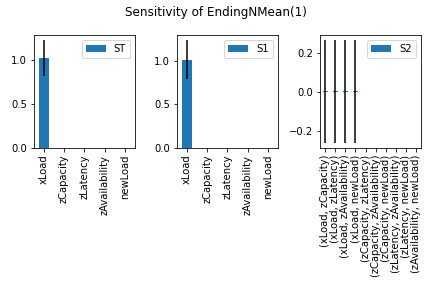 Sensitivity of EndingNMean(1)
ST
1.0
0.5
0.0
xLoad
zCapacity
zLatency
zAvailability
newLoad
S1
1.0
0.5
0.0
xLoad
zCapacity
zLatency
zAvailability
newLoad
S2
0.2
0.0
−0.2
(xLoad, zCapacity)
(xLoad, zLatency)
(xLoad, zAvailability)
(xLoad, newLoad)
(zCapacity, zLatency)
(zCapacity, zAvailability)
(zCapacity, newLoad)
(zLatency, zAvailability)
(zLatency, newLoad)
(zAvailability, newLoad)